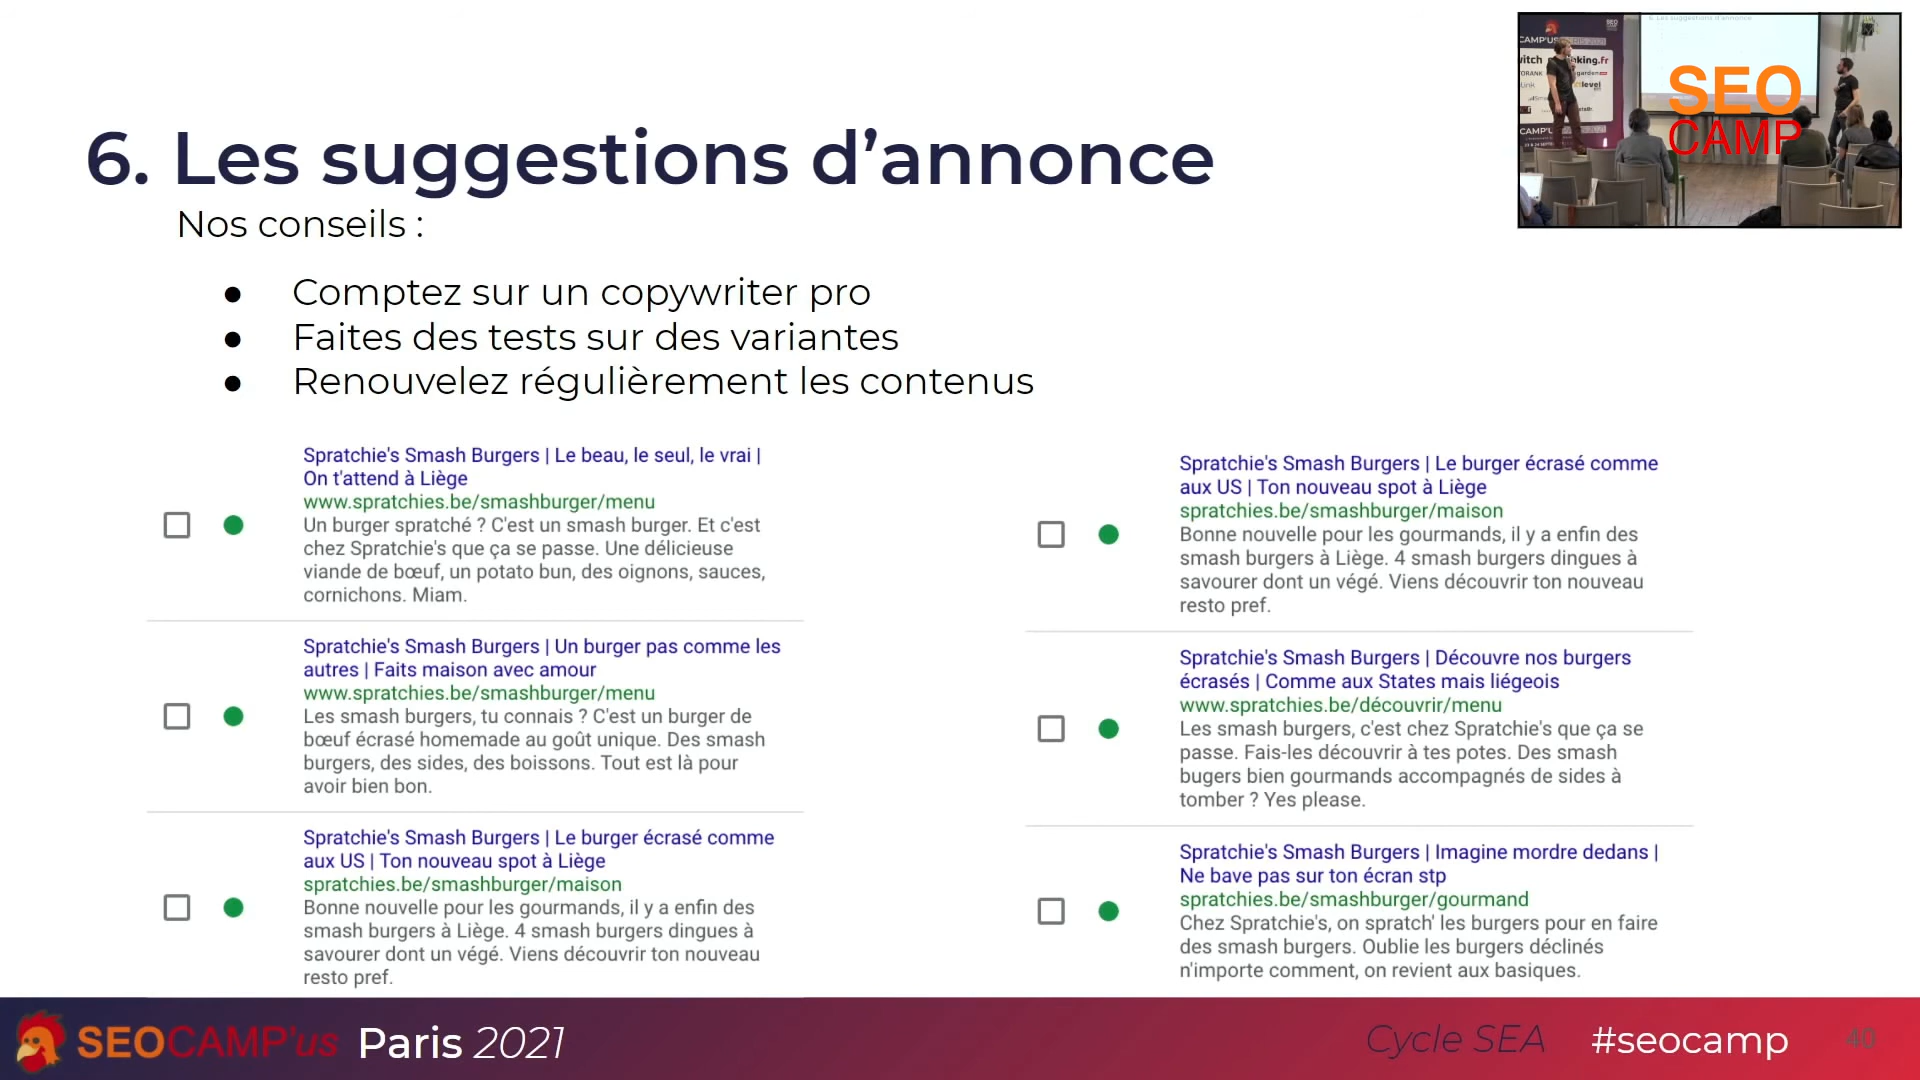 6. Les suggestions d’annonce
Nos conseils :
● Comptez sur un copywriter pro
● Faites des tests sur des variantes
● Renouvelez régulièrement les contenus
Spratchie's Smash Burgers | Le beau, le seul, le vrai |
On t'attend à Liège
www.spratchies.be/smashburger/menu
Un burger spratché ? C'est un smash burger. Et c'est
chez Spratchie's que ça se passe. Une délicieuse
viande de bœuf, un potato bun, des oignons, sauces,
cornichons. Miam.
Spratchie's Smash Burgers | Un burger pas comme les
autres | Faits maison avec amour
www.spratchies.be/smashburger/menu
Les smash burgers, tu connais ? C'est un burger de
bœuf écrasé homemade au goût unique. Des smash
burgers, des sides, des boissons. Tout est là pour
avoir bien bon.
Spratchie's Smash Burgers | Le burger écrasé comme
aux US | Ton nouveau spot à Liège
spratchies.be/smashburger/maison
Bonne nouvelle pour les gourmands, il y a enfin des
smash burgers à Liège. 4 smash burgers dingues à
savourer dont un végé. Viens découvrir ton nouveau
resto pref.
Spratchie's Smash Burgers | Le burger écrasé comme
aux US | Ton nouveau spot à Liège
spratchies.be/smashburger/maison
Bonne nouvelle pour les gourmands, il y a enfin des
smash burgers à Liège. 4 smash burgers dingues à
savourer dont un végé. Viens découvrir ton nouveau
resto pref.
Spratchie's Smash Burgers | Découvre nos burgers
écrasés | Comme aux States mais liégeois
www.spratchies.be/découvrir/menu
Les smash burgers, c'est chez Spratchie's que ça se
passe. Fais-les découvrir à tes potes. Des smash
bugers bien gourmands accompagnés de sides à
tomber ? Yes please.
Spratchie's Smash Burgers | Imagine mordre dedans |
Ne bave pas sur ton écran stp
spratchies.be/smashburger/gourmand
Chez Spratchie's, on spratch' les burgers pour en faire
des smash burgers. Oublie les burgers déclinés
n'importe comment, on revient aux basiques.
SEO
CAMP
6. Les suggestions d'annonce
SEOCAMP'us Paris 2021
Cycle SEA #seocamp 40